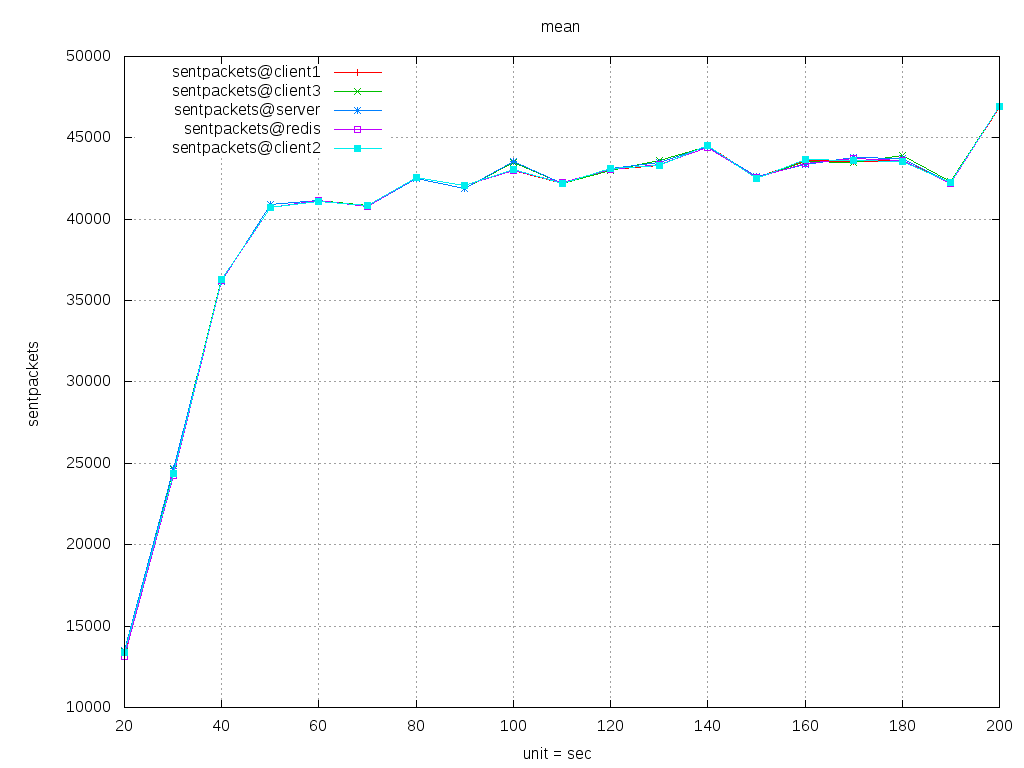 mean
50000
45000
40000
35000
30000
25000
20000
15000
10000
sentpackets@client1
sentpackets@client3
sentpackets@server
sentpackets@redis
sentpackets@client2
sentpackets
20 40 60 80 100 120 140 160 180 200
unit = sec